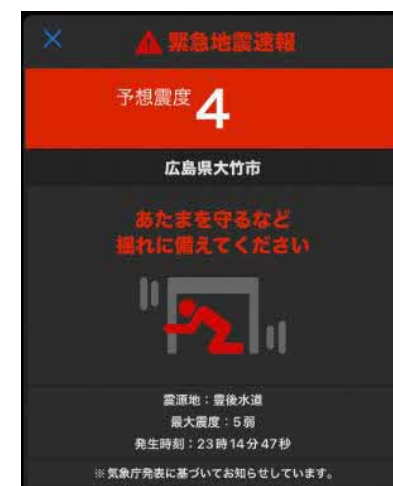 緊急地震速報
予想震度 4
広島県大竹市
あたまを守るなど
揺れに備えてください
震源地：豊後水道
最大震度：5弱
発生時刻：23時14分47秒
※気象庁発表に基づいてお知らせしています。